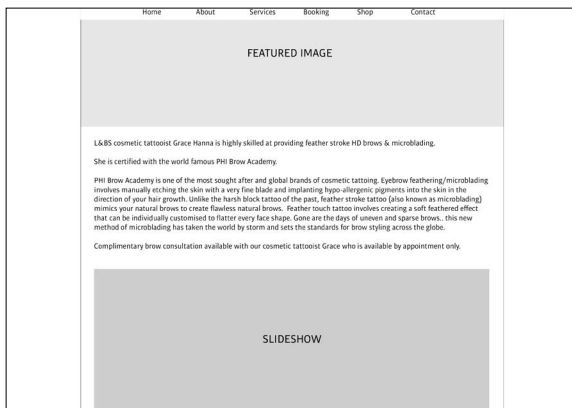 Home About Services Booking Shop Contact
FEATURED IMAGE
L&BS cosmetic tattooist Grace Hanna is highly skilled at providing feather stroke HD brows & microblading.
She is certified with the world famous PHI Brow Academy.
PHI Brow Academy is one of the most sought after and global brands of cosmetic tattoing. Eyebrow feathering/microblading
involves manually etching the skin with a very fine blade and implanting hypo-allergenic pigments into the skin in the
direction of your hair growth. Unlike the harsh block tattoo of the past, feather stroke tattoo (also known as microblading)
mimics your natural brows to create flawless natural brows. Feather touch tattoo involves creating a soft feathered effect
that can be individually customised to flatter every face shape. Gone are the days of uneven and sparse brows.. this new
method of microblading has taken the world by storm and sets the standards for brow styling across the globe.
Complimentary brow consultation available with our cosmetic tattooist Grace who is available by appointment only.
SLIDESHOW